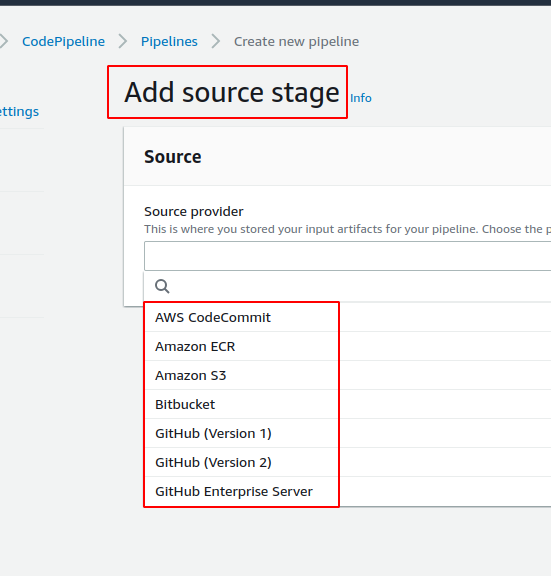 CodePipeline > Pipelines > Create new pipeline
Add source stage Info
ettings
Source
Source provider
This is where you stored your input artifacts for your pipeline. Choose the p
AWS CodeCommit
Amazon ECR
Amazon S3
Bitbucket
GitHub (Version 1)
GitHub (Version 2)
GitHub Enterprise Server